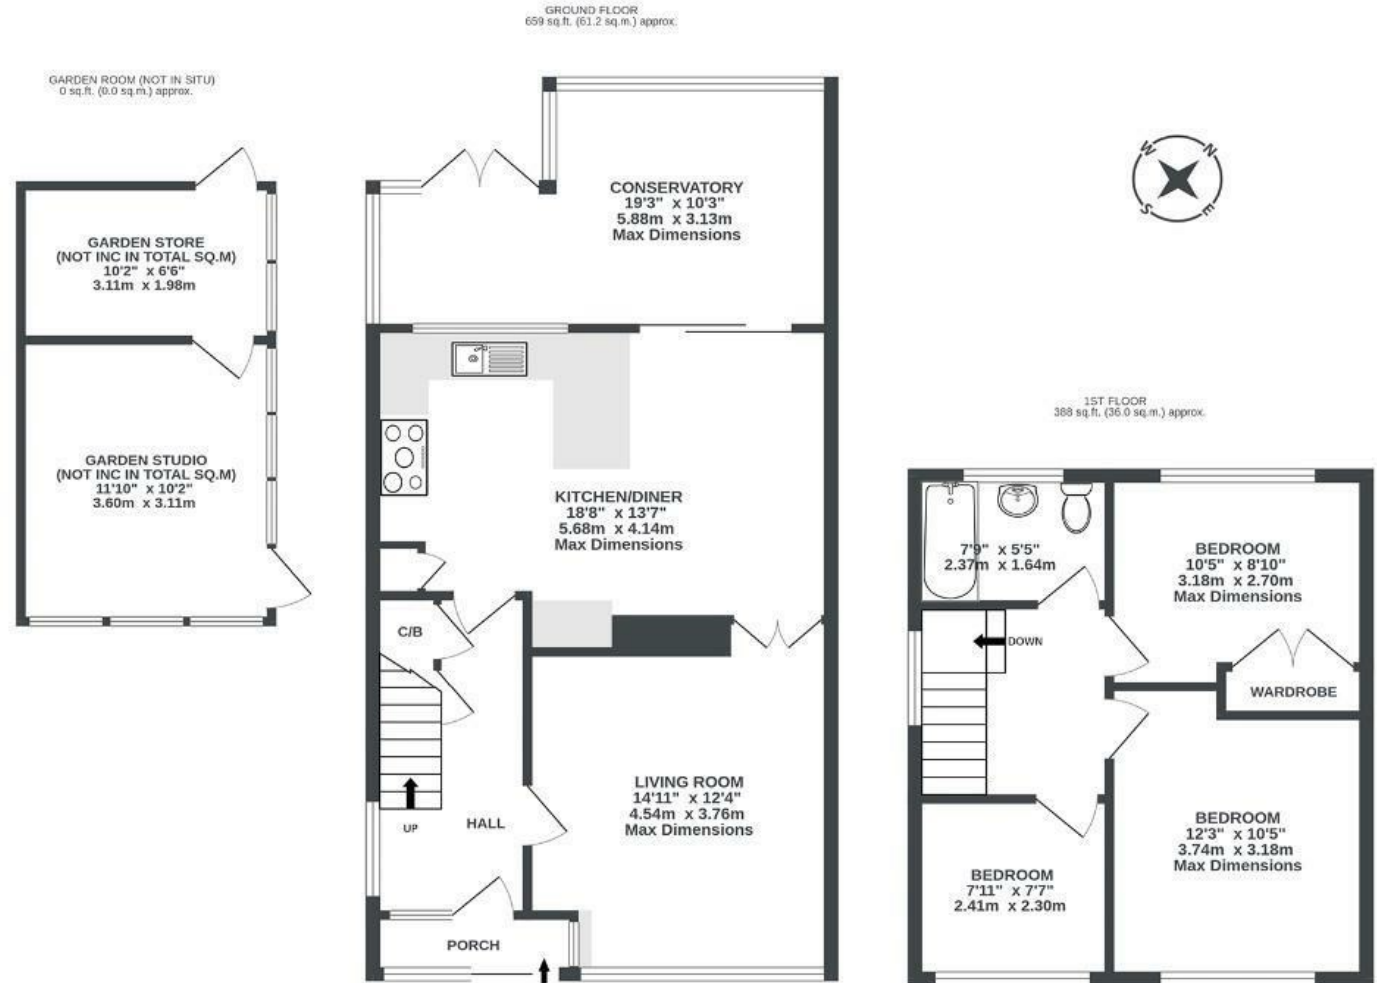 GROUND FLOOR
659 sq.ft. (61.2 sq.m.) approx.
GARDEN ROOM (NOT IN SITU)
0 sq.ft. (0.0 sq.m.) approx.
GARDEN STORE
(NOT INC IN TOTAL SQ.M)
10'2" x 6'6"
3.11m x 1.98m
GARDEN STUDIO
(NOT INC IN TOTAL SQ.M)
11'10" x 10'2"
3.60m x 3.11m
CONSERVATORY
19'3" x 10'3"
5.88m x 3.13m
Max Dimensions
KITCHEN/DINER
18'8" x 13'7"
5.68m x 4.14m
Max Dimensions
C/B
UP
HALL
LIVING ROOM
14'11" x 12'4"
4.54m x 3.76m
Max Dimensions
PORCH
W
N
S
E
1ST FLOOR
388 sq.ft. (36.0 sq.m.) approx.
7'9" x 5'5"
2.37m x 1.64m
BEDROOM
10'5" x 8'10"
3.18m x 2.70m
Max Dimensions
DOWN
WARDROBE
BEDROOM
12'3" x 10'5"
3.74m x 3.18m
Max Dimensions
BEDROOM
7'11" x 7'7"
2.41m x 2.30m